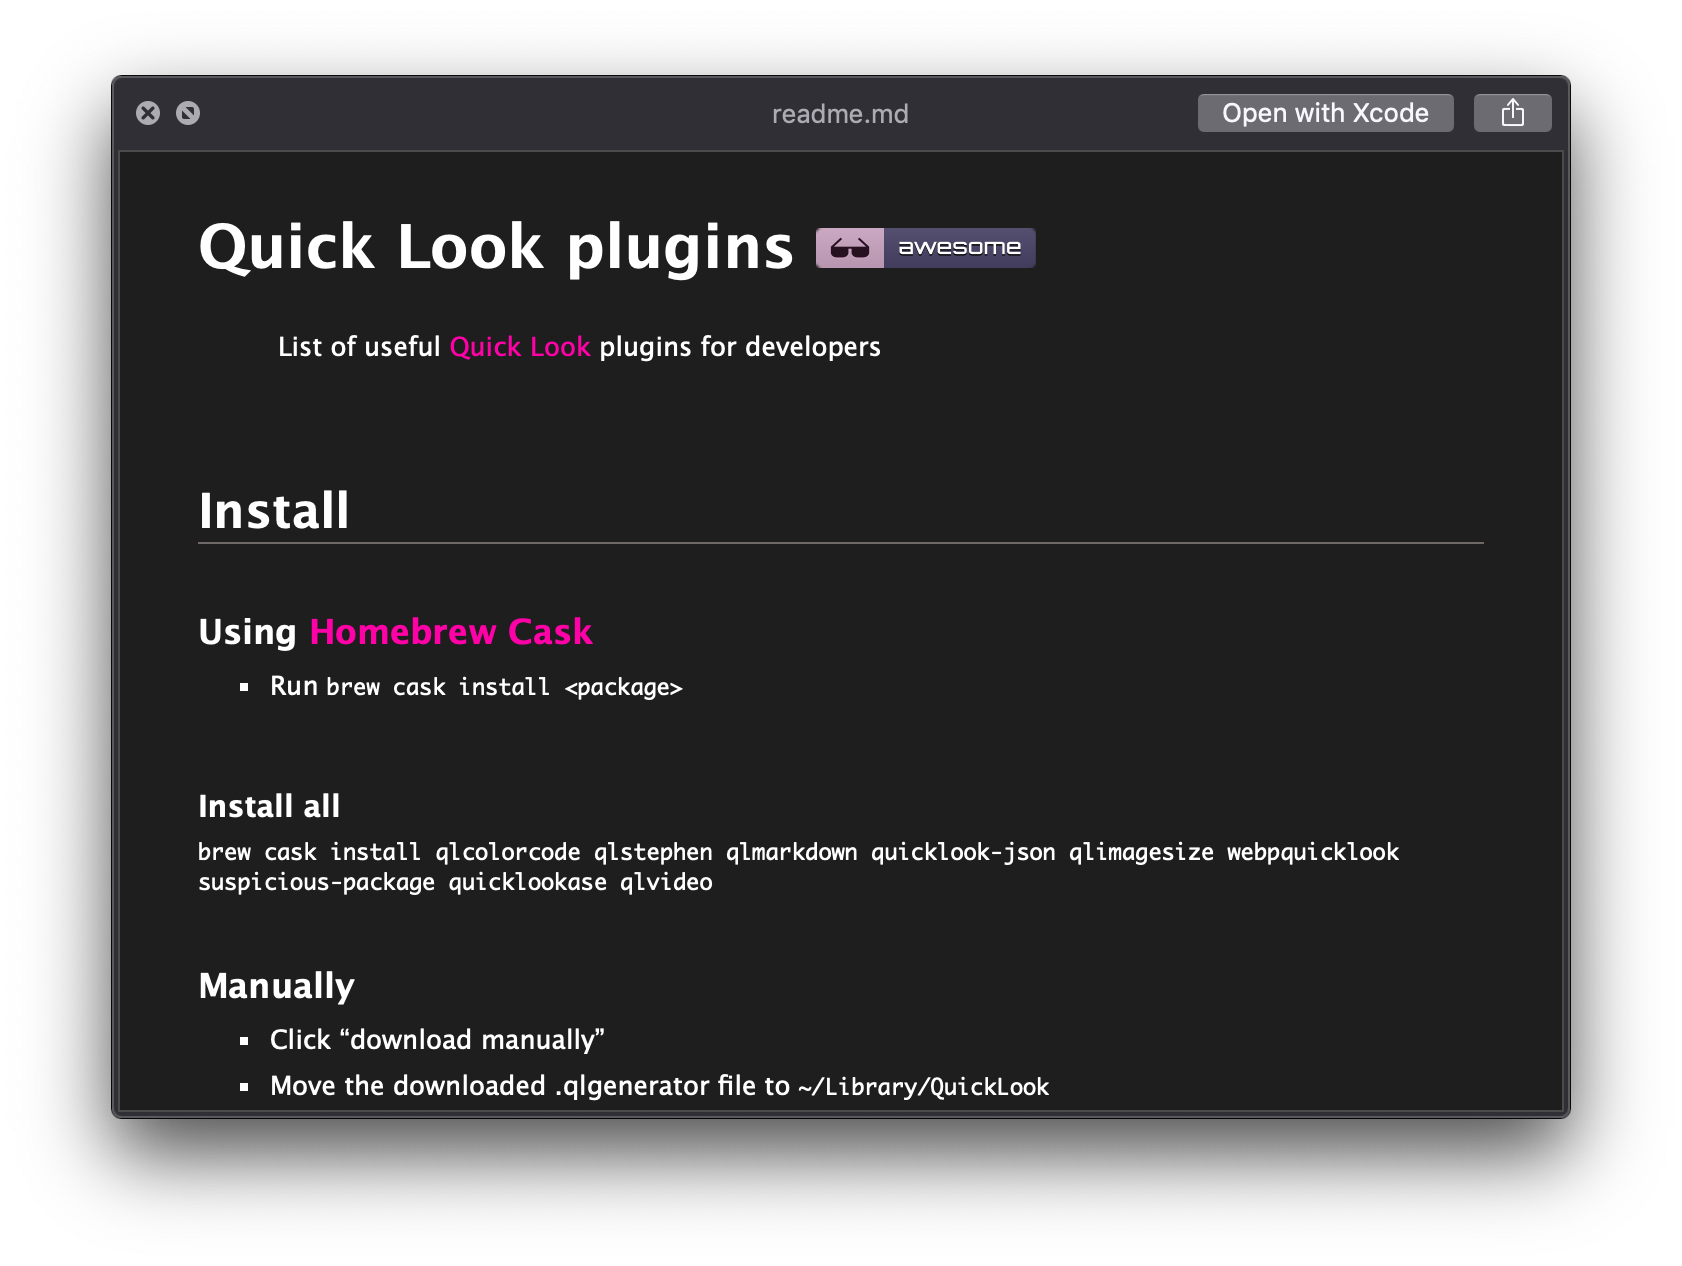 readme.md
Open with Xcode
Quick Look plugins awesome
List of useful Quick Look plugins for developers
Install
Using Homebrew Cask
▪ Run brew cask install <package>
Install all
brew cask install qlcolorcode qlstephen qlmarkdown quicklook-json qlimagesize webpquicklook
suspicious-package quicklookase qlvideo
Manually
▪ Click “download manually”
▪ Move the downloaded .qlgenerator file to ~/Library/QuickLook